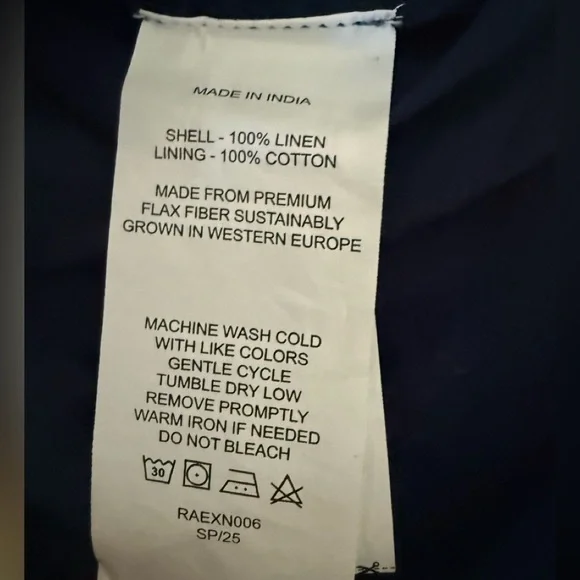 MADE IN INDIA
SHELL - 100% LINEN
LINING - 100% COTTON
MADE FROM PREMIUM
FLAX FIBER SUSTAINABLY
GROWN IN WESTERN EUROPE
MACHINE WASH COLD
WITH LIKE COLORS
GENTLE CYCLE
TUMBLE DRY LOW
REMOVE PROMPTLY
WARM IRON IF NEEDED
DO NOT BLEACH
30
RAEXN006
SP/25